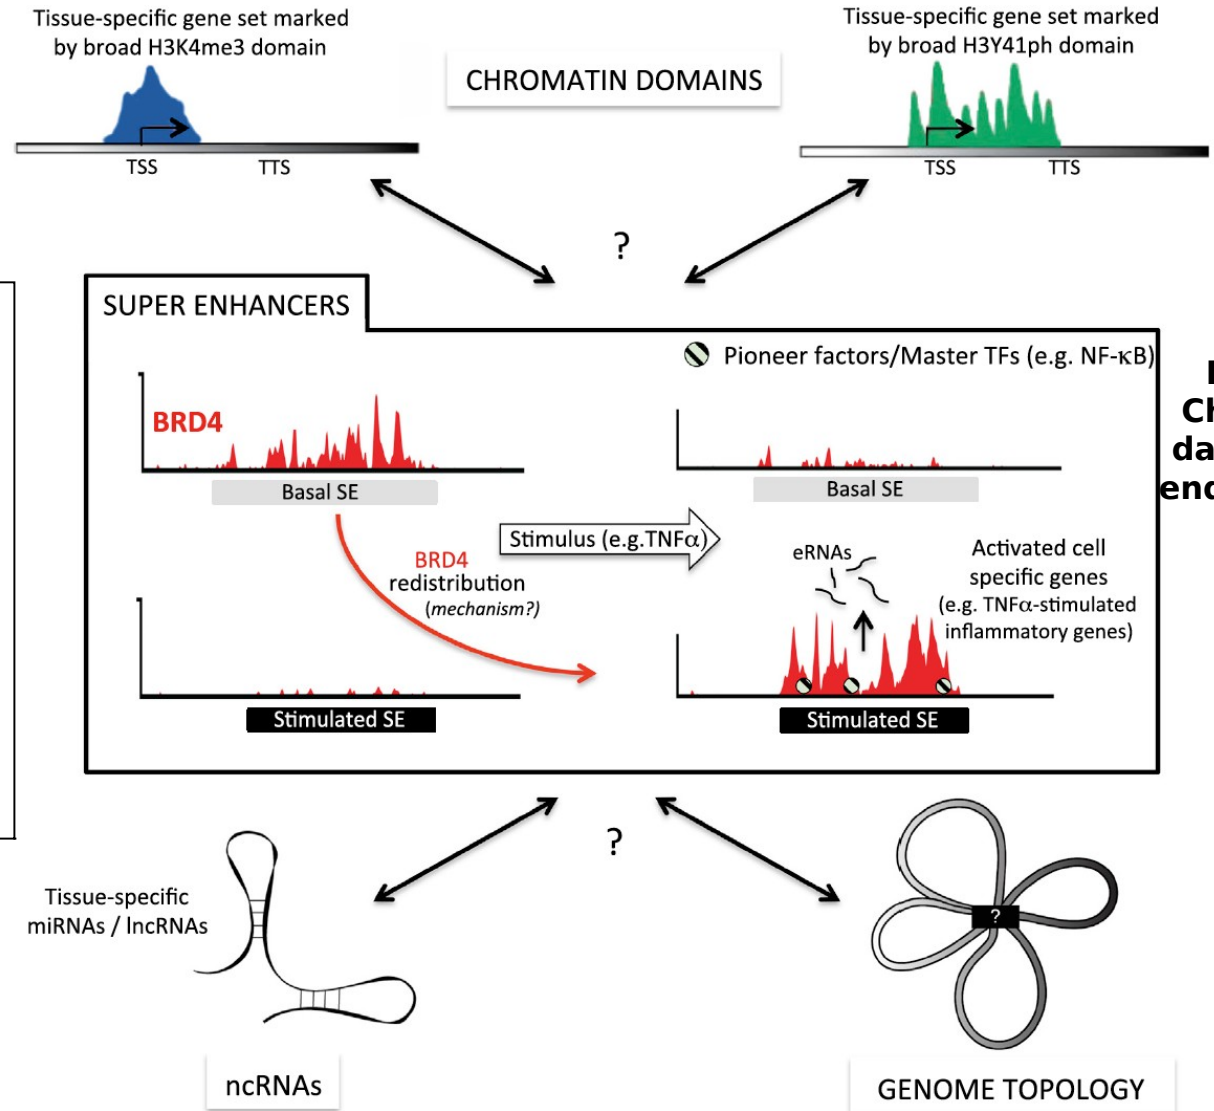 Tissue-specific gene set marked
by broad H3K4me3 domain
TSS
TTS
CHROMATIN DOMAINS
Tissue-specific gene set marked
by broad H3Y41ph domain
TSS
TTS
?
SUPER ENHANCERS
Pioneer factors/Master TFs (e.g. NF-κB)
BRD4
Basal SE
Basal SE
Stimulus (e.g.TNFα)
BRD4
redistribution
(mechanism?)
eRNAs
Activated cell
specific genes
(e.g. TNFα-stimulated
inflammatory genes)
Stimulated SE
Stimulated SE
?
Tissue-specific
miRNAs / lncRNAs
ncRNAs
?
GENOME TOPOLOGY